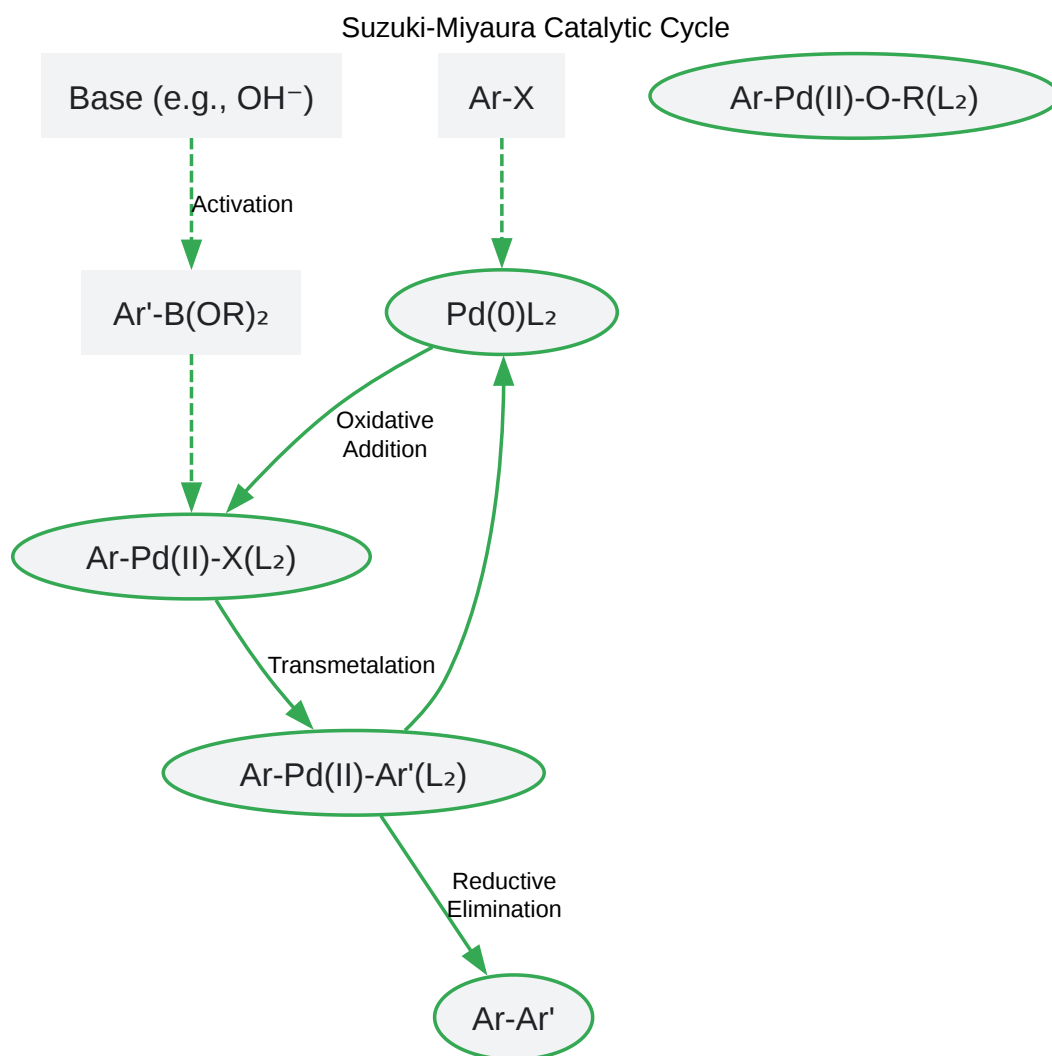 Suzuki-Miyaura Catalytic Cycle
Base (e.g., OH⁻)
Ar-X
Ar-Pd(II)-O-R(L₂)
Activation
Ar'-B(OR)₂
Pd(0)L₂
Oxidative
Addition
Ar-Pd(II)-X(L₂)
Transmetalation
Ar-Pd(II)-Ar'(L₂)
Reductive
Elimination
Ar-Ar'